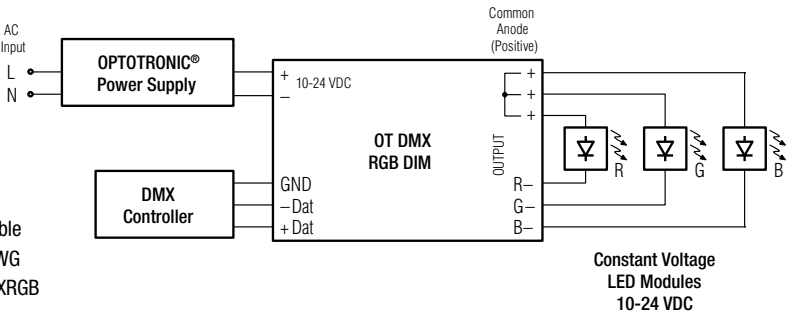 AC
Input
L
N
OPTOTRONIC®
Power Supply
+
10-24 VDC
–
Common
Anode
(Positive)
+
+
+
OT DMX
RGB DIM
OUTPUT
R
G
B
DMX
Controller
GND
–Dat
+Dat
R–
G–
B–
Constant Voltage
LED Modules
10-24 VDC